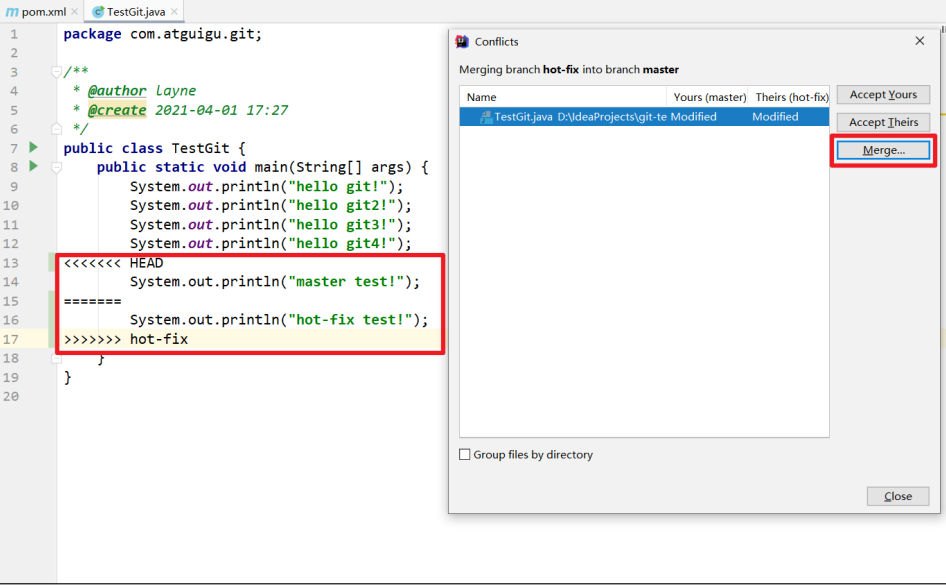 pom.xml
TestGit.java
1 package com.atguigu.git;
2
3 /**
4 * @author Layne
5 * @create 2021-04-01 17:27
6 */
7 public class TestGit {
8 public static void main(String[] args) {
9 System.out.println("hello git!");
10 System.out.println("hello git2!");
11 System.out.println("hello git3!");
12 System.out.println("hello git4!");
13 <<<<<<< HEAD
14 System.out.println("master test!");
15 =======
16 System.out.println("hot-fix test!");
17 >>>>>>> hot-fix
18 }
19 }
20
Conflicts
Merging branch hot-fix into branch master
Name Yours (master) Theirs (hot-fix)
TestGit.java D:\IdeaProjects\git-te Modified Modified
Accept Yours
Accept Theirs
Merge...
Group files by directory
Close